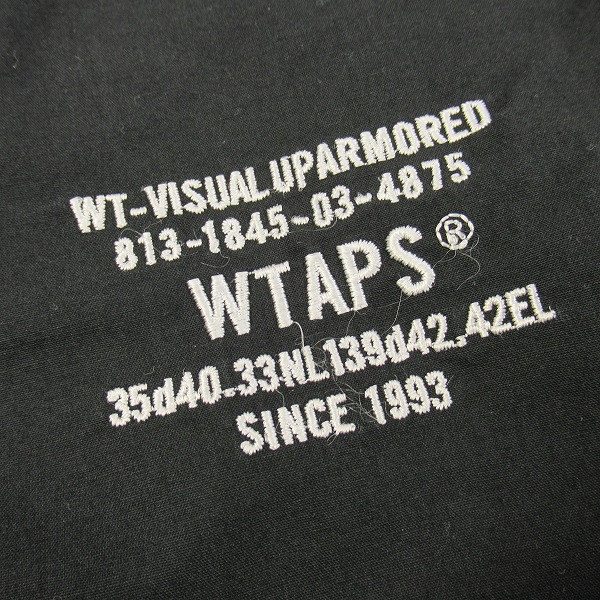 WT-VISUAL UPARMORED
813-1845-03-4875
WTAPS®
35d40.33NL139d42.42EL
SINCE 1993